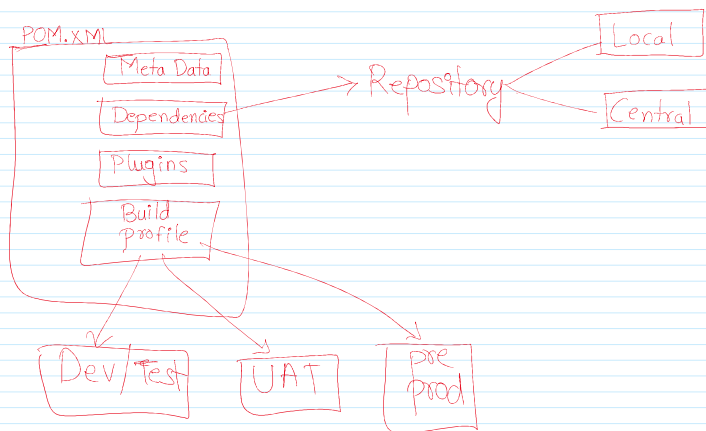 POM.XML
Meta Data
Dependencies
Plugins
Build
profile
Repository
Local
Central
Dev/Test
UAT
pre
prod